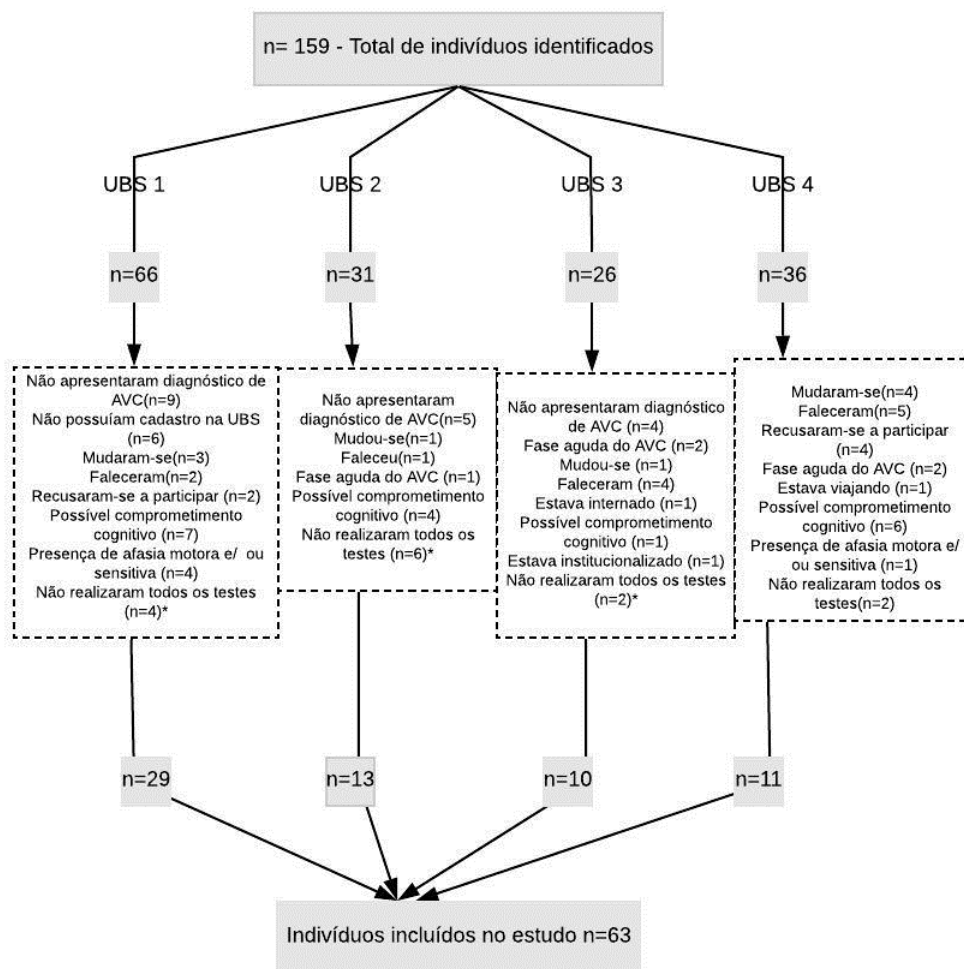 n= 159 - Total de indivíduos identificados
UBS 1
UBS 2
UBS 3
UBS 4
n=66
n=31
n=26
n=36
Não apresentaram diagnóstico de
AVC(n=9)
Não possuíam cadastro na UBS
(n=6)
Mudaram-se(n=3)
Faleceram(n=2)
Recusaram-se a participar (n=2)
Possível comprometimento
cognitivo (n=7)
Presença de afasia motora e/ ou
sensitiva (n=4)
Não realizaram todos os testes
(n=4)*
Não apresentaram
diagnóstico de AVC(n=5)
Mudou-se(n=1)
Faleceu(n=1)
Fase aguda do AVC (n=1)
Possível comprometimento
cognitivo (n=4)
Não realizaram todos os
testes (n=6)*
Não apresentaram diagnóstico
de AVC (n=4)
Fase aguda do AVC (n=2)
Mudou-se (n=1)
Faleceram (n=4)
Estava internado (n=1)
Possível comprometimento
cognitivo (n=1)
Estava institucionalizado (n=1)
Não realizaram todos os testes
(n=2)*
Mudaram-se(n=4)
Faleceram(n=5)
Recusaram-se a participar
(n=4)
Fase aguda do AVC (n=2)
Estava viajando (n=1)
Possível comprometimento
cognitivo (n=6)
Presença de afasia motora e/
ou sensitiva (n=1)
Não realizaram todos os
testes(n=2)
n=29
n=13
n=10
n=11
Indivíduos incluídos no estudo n=63